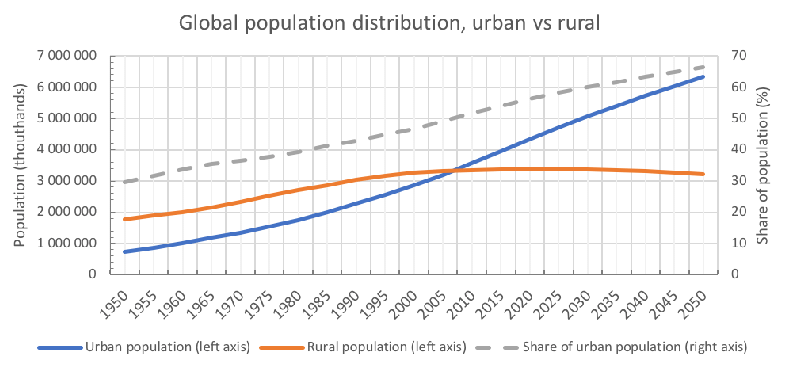 Global population distribution, urban vs rural
Population (thouthands)
7 000 000
6 000 000
5 000 000
4 000 000
3 000 000
2 000 000
1 000 000
0
70
60
50
40
30
20
10
0
Share of population (%)
1950 1955 1960 1965 1970 1975 1980 1985 1990 1995 2000 2005 2010 2015 2020 2025 2030 2035 2040 2045 2050
Urban population (left axis) Rural population (left axis) Share of urban population (right axis)